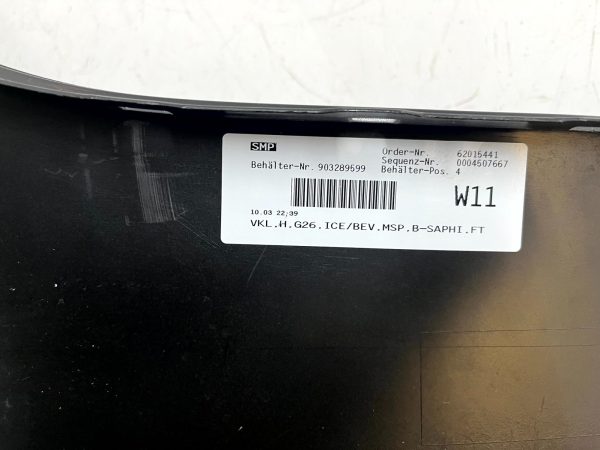 SMP
Order-Nr. 62015441
Sequenz-Nr. 0004507667
Behälter-Nr. 903289599 Behälter-Pos. 4
W11
10.03 22;39
VKL.H.G26.ICE/BEV.MSP.B-SAPHI.FT